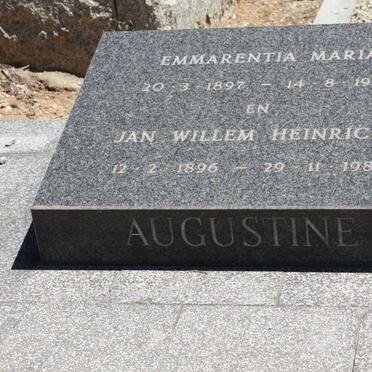 EMMARENTIA MARIA
20 · 3 · 1897 – 14 · 8 · 19
EN
JAN WILLEM HEINRIC
12 · 2 · 1896 – 29 · 11 · 198
AUGUSTINE